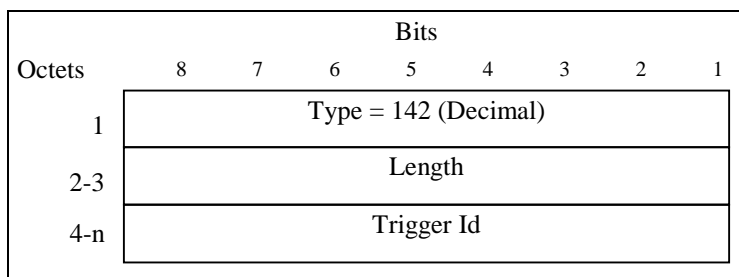 Bits
Octets 8 7 6 5 4 3 2 1
1 Type = 142 (Decimal)
2-3 Length
4-n Trigger Id